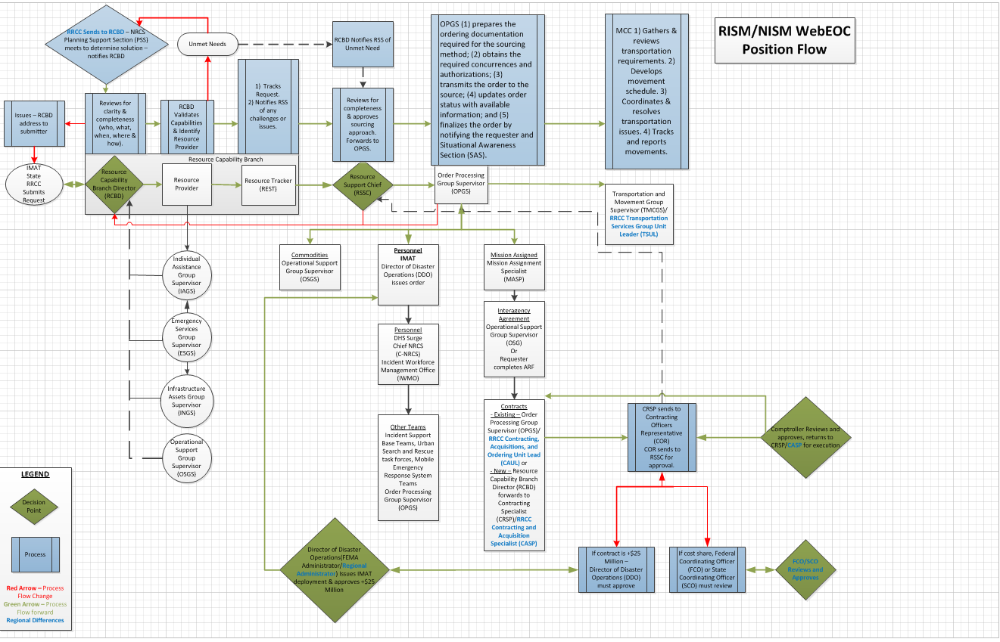 RISM/NISM WebEOC
Position Flow
RRCC Sends to RCBD – NRCS
Planning Support Section (PSS)
meets to determine solution –
notifies RCBD
Unmet Needs
RCBD Notifies RSS of
Unmet Need
OPGS (1) prepares the
ordering documentation
required for the sourcing
method; (2) obtains the
required concurrences and
authorizations; (3)
transmits the order to the
source; (4) updates order
status with available
information; and (5)
finalizes the order by
notifying the requester and
Situational Awareness
Section (SAS).
MCC 1) Gathers &
reviews
transportation
requirements. 2)
Develops
movement
schedule. 3)
Coordinates &
resolves
transportation
issues. 4) Tracks
and reports
movements.
Issues – RCBD
address to
submitter
Reviews for
clarity &
completeness
(who, what,
when, where &
how).
RCBD
Validates
Capabilities
& Identify
Resource
Provider
1) Tracks
Request.
2) Notifies RSS
of any
challenges or
issues.
Reviews for
completeness
& approves
sourcing
approach.
Forwards to
OPGS.
IMAT
State
RRCC
Submits
Request
Resource Capability Branch
Resource
Capability
Branch Director
(RCBD)
Resource
Provider
Resource Tracker
(REST)
Resource
Support Chief
(RSSC)
Order Processing
Group Supervisor
(OPGS)
Transportation and
Movement Group
Supervisor (TMCGS)/
RRCC Transportation
Services Group Unit
Leader (TSUL)
Individual
Assistance
Group
Supervisor
(IAGS)
Emergency
Services
Group
Supervisor
(ESGS)
Infrastructure
Assets Group
Supervisor
(INGS)
Operational
Support
Group
Supervisor
(OSGS)
Commodities
Operational Support
Group Supervisor
(OSGS)
Personnel
IMAT
Director of Disaster
Operations (DDO)
issues order
Personnel
DHS Surge
Chief NRCS
(C-NRCS)
Incident Workforce
Management Office
(IWMO)
Other Teams
Incident Support
Base Teams, Urban
Search and Rescue
task forces, Mobile
Emergency
Response System
Teams
Order Processing
Group Supervisor
(OPGS)
Mission Assigned
Mission Assignment
Specialist
(MASP)
Interagency
Agreement
Operational Support
Group Supervisor
(OSG)
Or
Requester
completes ARF
Contracts
- Existing – Order
Processing Group
Supervisor (OPGS)/
RRCC Contracting,
Acquisitions, and
Ordering Unit Lead
(CAUL) or
- New – Resource
Capability Branch
Director (RCBD)
forwards to
Contracting
Specialist
(CRSP)/RRCC
Contracting and
Acquisition
Specialist (CASP)
CRSP sends to
Contracting
Officers
Representative
(COR)
COR sends to
RSSC for
approval.
Comptroller Reviews and
approves, returns to
CRSP/CASP for execution
Director of Disaster
Operations(FEMA
Administrator/Regional
Administrator) Issues IMAT
deployment & approves +$25
Million
If contract is +$25
Million –
Director of Disaster
Operations (DDO)
must approve
If cost share, Federal
Coordinating Officer
(FCO) or State
Coordinating Officer
(SCO) must review
FCO/SCO
Reviews and
Approves
LEGEND
Decision
Point
Process
Red Arrow – Process
Flow Change
Green Arrow – Process
Flow forward
Regional Differences